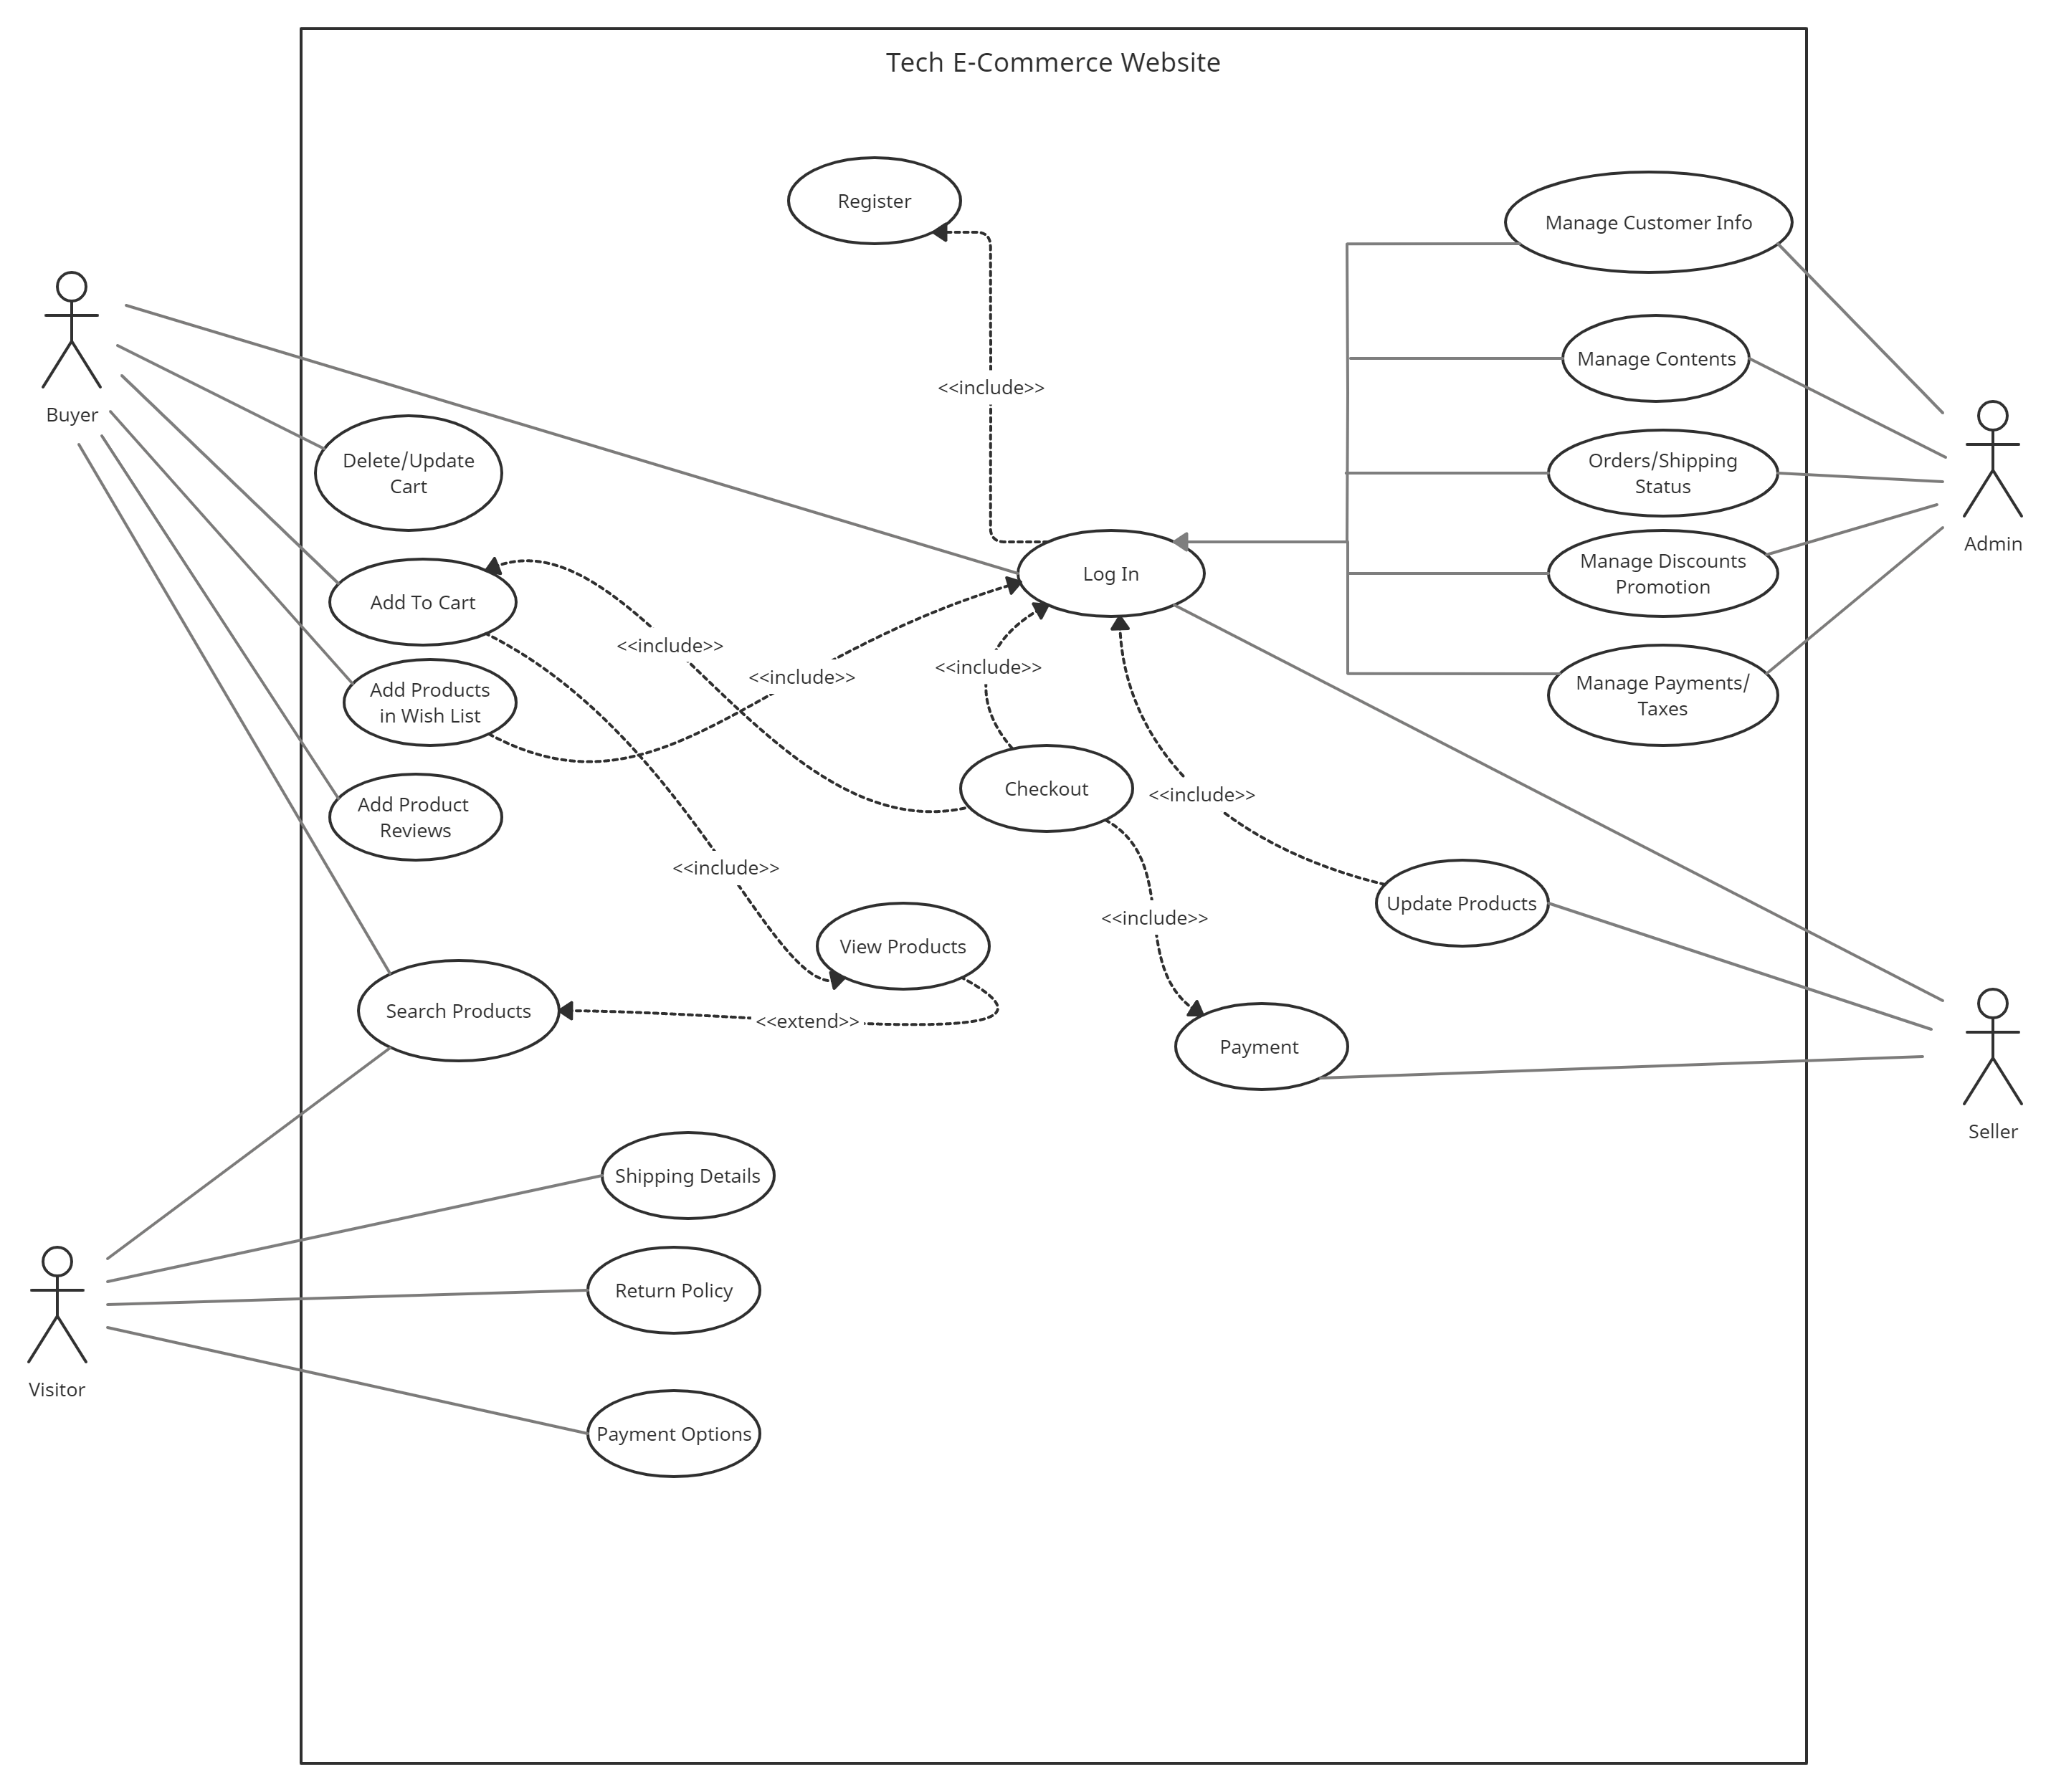 Tech E-Commerce Website
Register
Manage Customer Info
Manage Contents
<<include>>
Buyer
Delete/Update
Cart
Orders/Shipping
Status
Admin
Log In
Manage Discounts
Promotion
Add To Cart
<<include>>
<<include>>
<<include>>
Add Products
in Wish List
Manage Payments/
Taxes
Checkout
<<include>>
Add Product
Reviews
<<include>>
Update Products
<<include>>
View Products
Search Products
<<extend>>
Payment
Seller
Shipping Details
Return Policy
Visitor
Payment Options